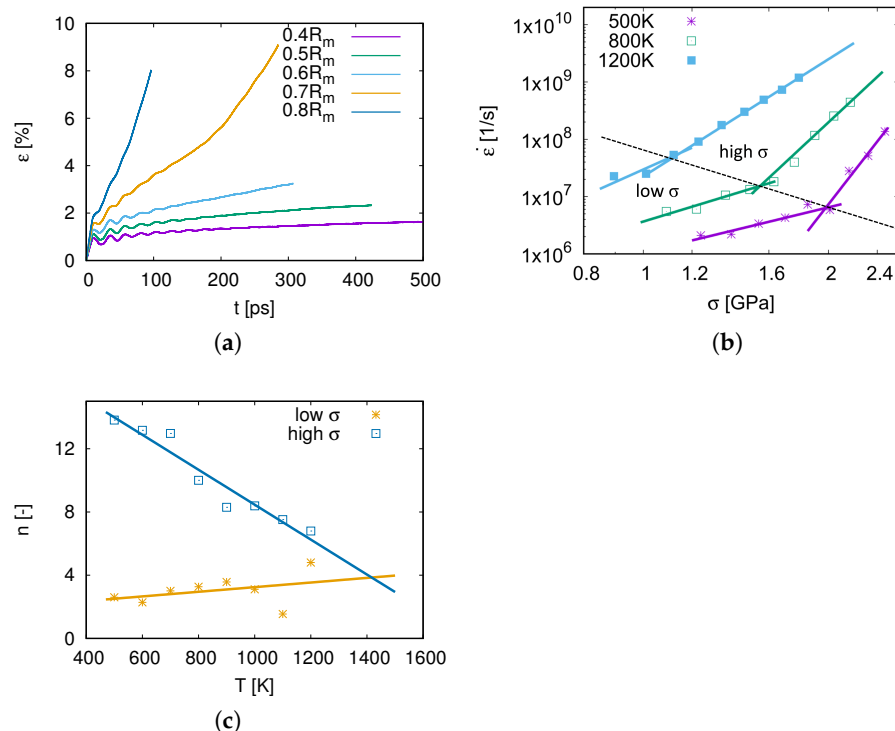 10
8
6
4
2
0
ε [%]
0.4R_m
0.5R_m
0.6R_m
0.7R_m
0.8R_m
0 100 200 300 400 500
t [ps]
(a)
1x10^10
1x10^9
1x10^8
1x10^7
1x10^6
ε̇ [1/s]
500K
800K
1200K
high σ
low σ
0.8 1 1.2 1.6 2 2.4
σ [GPa]
(b)
12
8
4
0
n [-]
low σ
high σ
400 600 800 1000 1200 1400 1600
T [K]
(c)